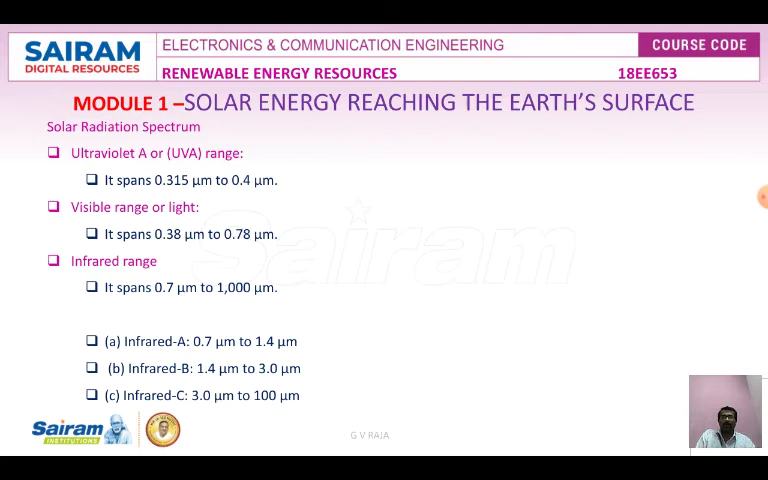 SAIRAM
DIGITAL RESOURCES
ELECTRONICS & COMMUNICATION ENGINEERING
COURSE CODE
RENEWABLE ENERGY RESOURCES
18EE653
MODULE 1 –SOLAR ENERGY REACHING THE EARTH'S SURFACE
Solar Radiation Spectrum
❑ Ultraviolet A or (UVA) range:
❑ It spans 0.315 μm to 0.4 μm.
❑ Visible range or light:
❑ It spans 0.38 μm to 0.78 μm.
❑ Infrared range
❑ It spans 0.7 μm to 1,000 μm.
Sairam
❑ (a) Infrared-A: 0.7 μm to 1.4 μm
❑ (b) Infrared-B: 1.4 μm to 3.0 μm
❑ (c) Infrared-C: 3.0 μm to 100 μm
Sairam
INSTITUTIONS
G V RAJA